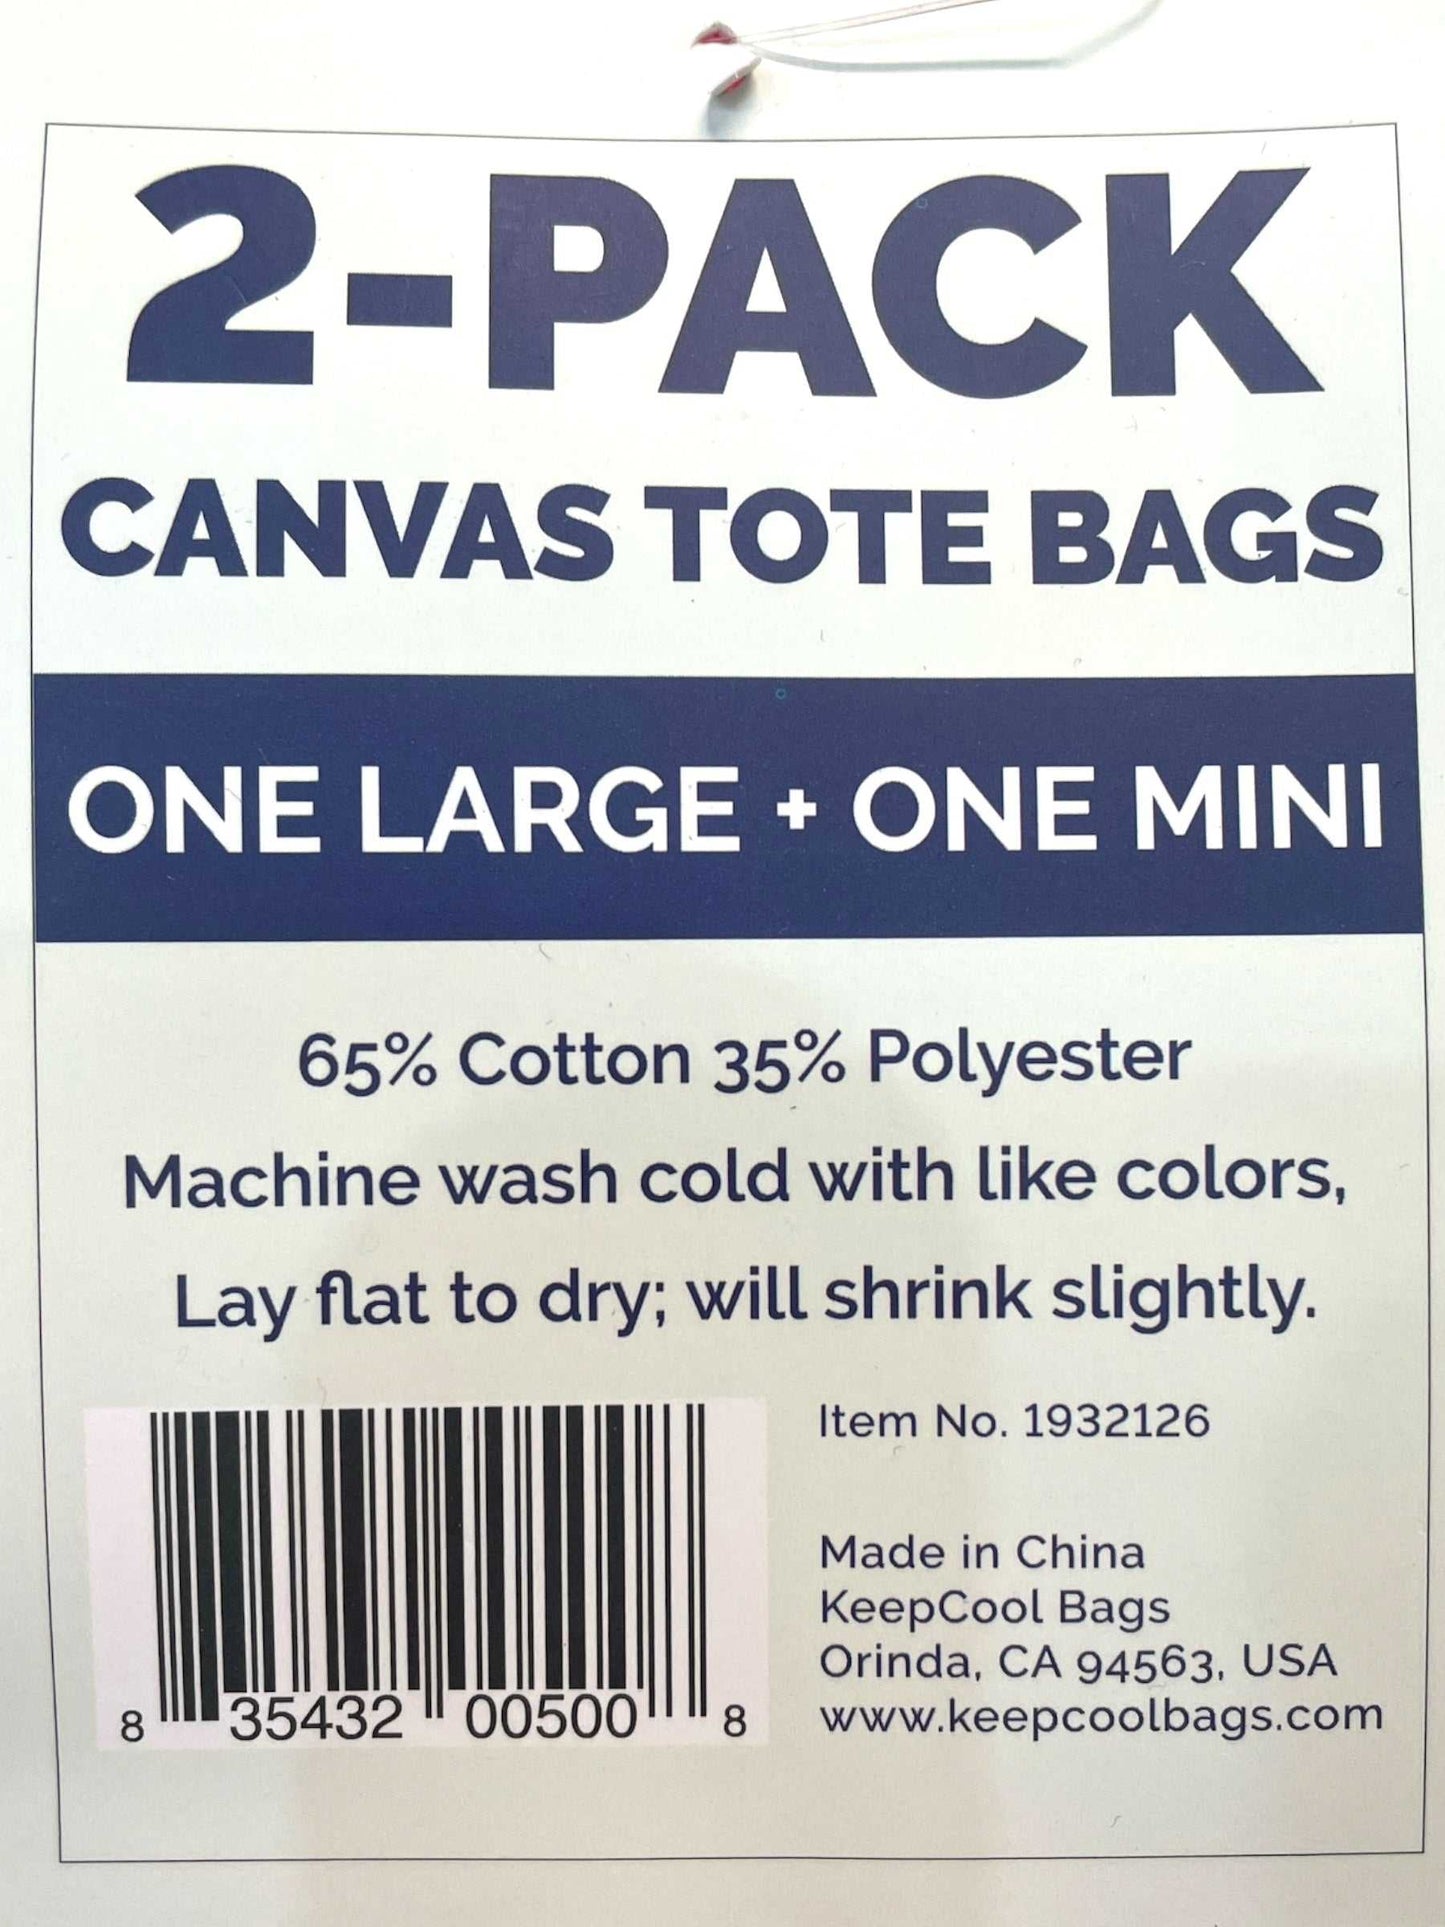 2-PACK
CANVAS TOTE BAGS
ONE LARGE + ONE MINI
65% Cotton 35% Polyester
Machine wash cold with like colors,
Lay flat to dry; will shrink slightly.
Item No. 1932126
Made in China
KeepCool Bags
Orinda, CA 94563, USA
www.keepcoolbags.com
8 35432 00500 8